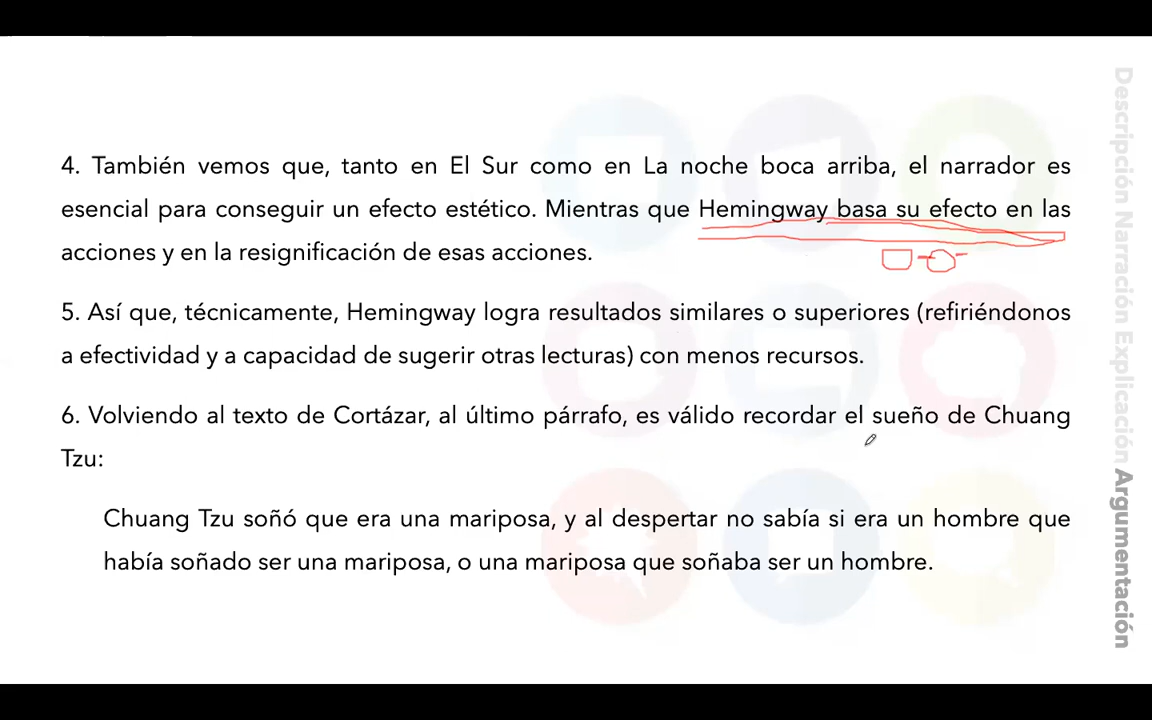 4. También vemos que, tanto en El Sur como en La noche boca arriba, el narrador es
esencial para conseguir un efecto estético. Mientras que Hemingway basa su efecto en las
acciones y en la resignificación de esas acciones.
5. Así que, técnicamente, Hemingway logra resultados similares o superiores (refiriéndonos
a efectividad y a capacidad de sugerir otras lecturas) con menos recursos.
6. Volviendo al texto de Cortázar, al último párrafo, es válido recordar el sueño de Chuang
Tzu:
Chuang Tzu soñó que era una mariposa, y al despertar no sabía si era un hombre que
había soñado ser una mariposa, o una mariposa que soñaba ser un hombre.
Descripción Narración Explicación Argumentación